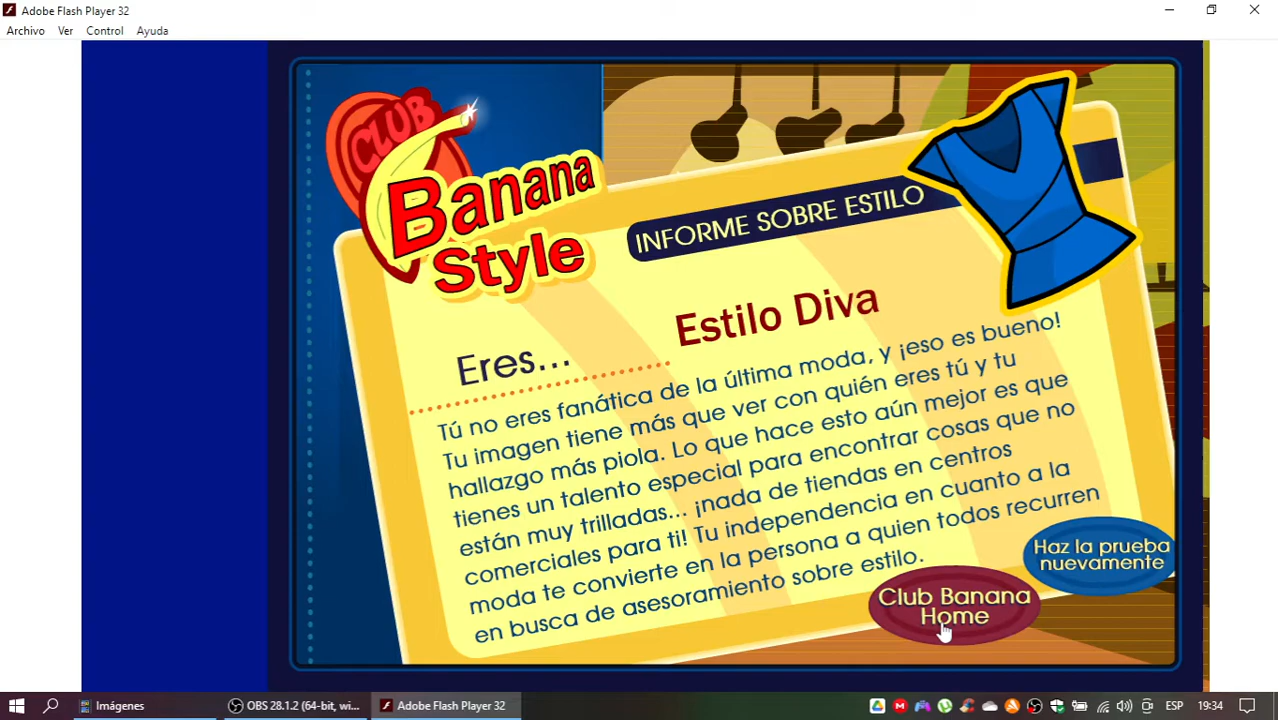 Adobe Flash Player 32
Archivo Ver Control Ayuda
CLUB
Banana
Style
INFORME SOBRE ESTILO
Eres...
Estilo Diva
Tú no eres fanática de la última moda, y ¡eso es bueno!
Tu imagen tiene más que ver con quién eres tú y tu
hallazgo más piola. Lo que hace esto aún mejor es que
tienes un talento especial para encontrar cosas que no
están muy trilladas... ¡nada de tiendas en centros
comerciales para ti! Tu independencia en cuanto a la
moda te convierte en la persona a quien todos recurren
en busca de asesoramiento sobre estilo.
Haz la prueba
nuevamente
Club Banana
Home
Imágenes
OBS 28.1.2 (64-bit, wi...
Adobe Flash Player 32
ESP
19:34